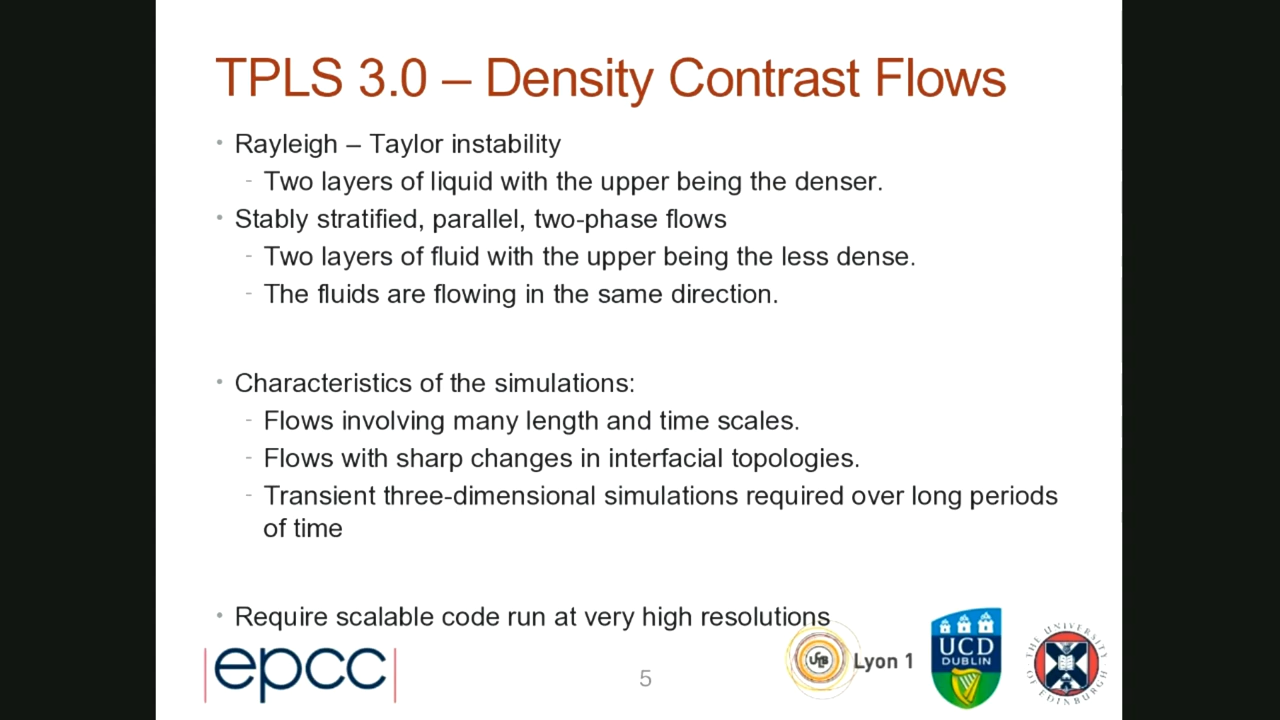 TPLS 3.0 – Density Contrast Flows
• Rayleigh – Taylor instability
- Two layers of liquid with the upper being the denser.
• Stably stratified, parallel, two-phase flows
- Two layers of fluid with the upper being the less dense.
- The fluids are flowing in the same direction.
• Characteristics of the simulations:
- Flows involving many length and time scales.
- Flows with sharp changes in interfacial topologies.
- Transient three-dimensional simulations required over long periods
of time
• Require scalable code run at very high resolutions
|epcc|
5
Lyon 1
UCD
DUBLIN
THE UNIVERSITY
OF EDINBURGH